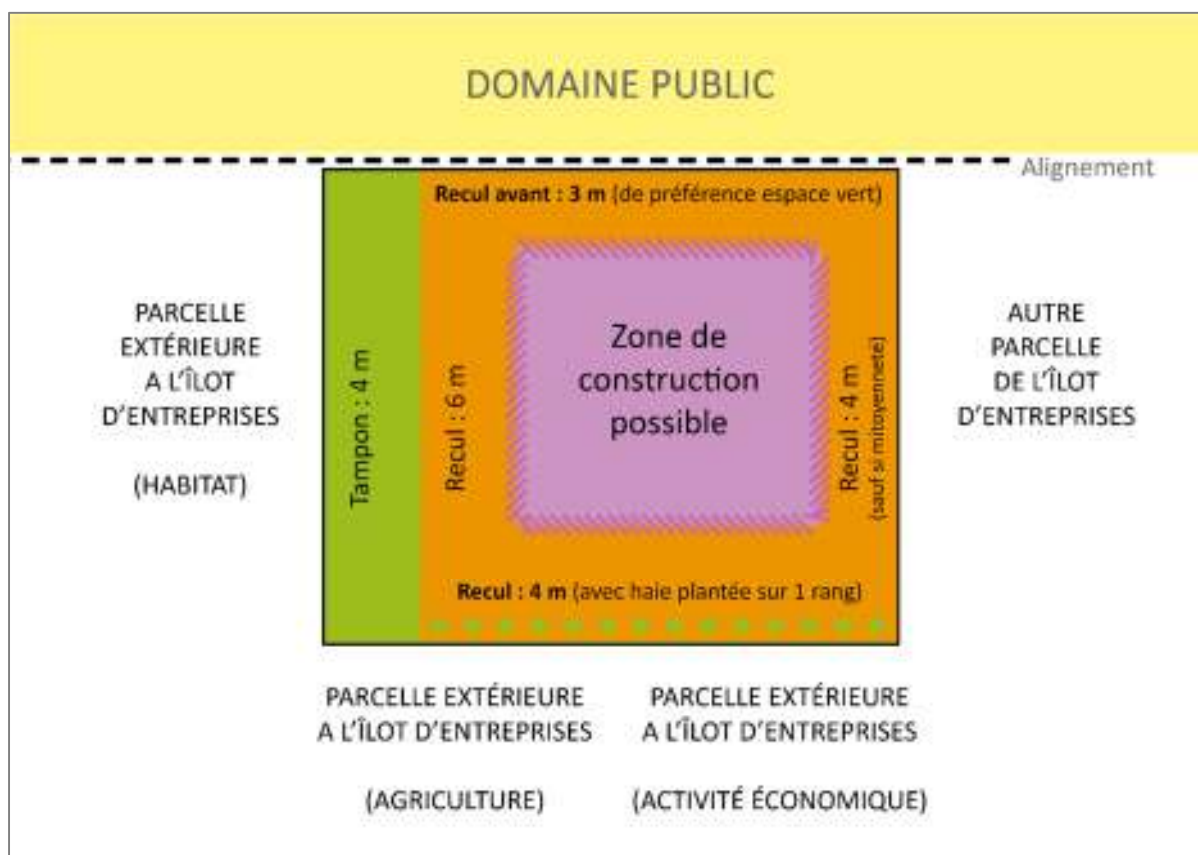 DOMAINE PUBLIC
Alignement
Recul avant : 3 m (de préférence espace vert)
PARCELLE
EXTÉRIEURE
A L'ÎLOT
D'ENTREPRISES
(HABITAT)
Tampon : 4 m
Recul : 6 m
Zone de
construction
possible
Recul : 4 m
(sauf si mitoyennete)
AUTRE
PARCELLE
DE L'ÎLOT
D'ENTREPRISES
Recul : 4 m (avec haie plantée sur 1 rang)
PARCELLE EXTÉRIEURE
A L'ÎLOT D'ENTREPRISES
(AGRICULTURE)
PARCELLE EXTÉRIEURE
A L'ÎLOT D'ENTREPRISES
(ACTIVITÉ ÉCONOMIQUE)